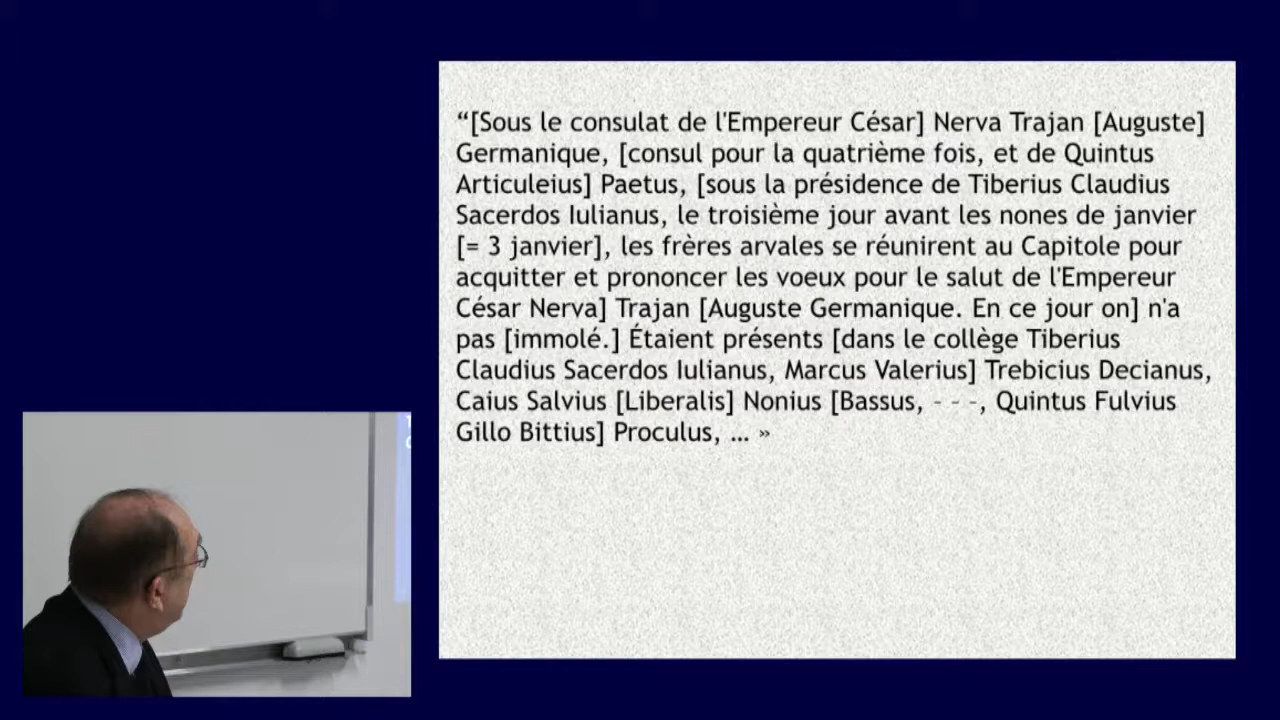 “[Sous le consulat de l'Empereur César] Nerva Trajan [Auguste]
Germanique, [consul pour la quatrième fois, et de Quintus
Articuleius] Paetus, [sous la présidence de Tiberius Claudius
Sacerdos Iulianus, le troisième jour avant les nones de janvier
[= 3 janvier], les frères arvales se réunirent au Capitole pour
acquitter et prononcer les voeux pour le salut de l'Empereur
César Nerva] Trajan [Auguste Germanique. En ce jour on] n'a
pas [immolé.] Étaient présents [dans le collège Tiberius
Claudius Sacerdos Iulianus, Marcus Valerius] Trebicius Decianus,
Caius Salvius [Liberalis] Nonius [Bassus, - - -, Quintus Fulvius
Gillo Bittius] Proculus, … »